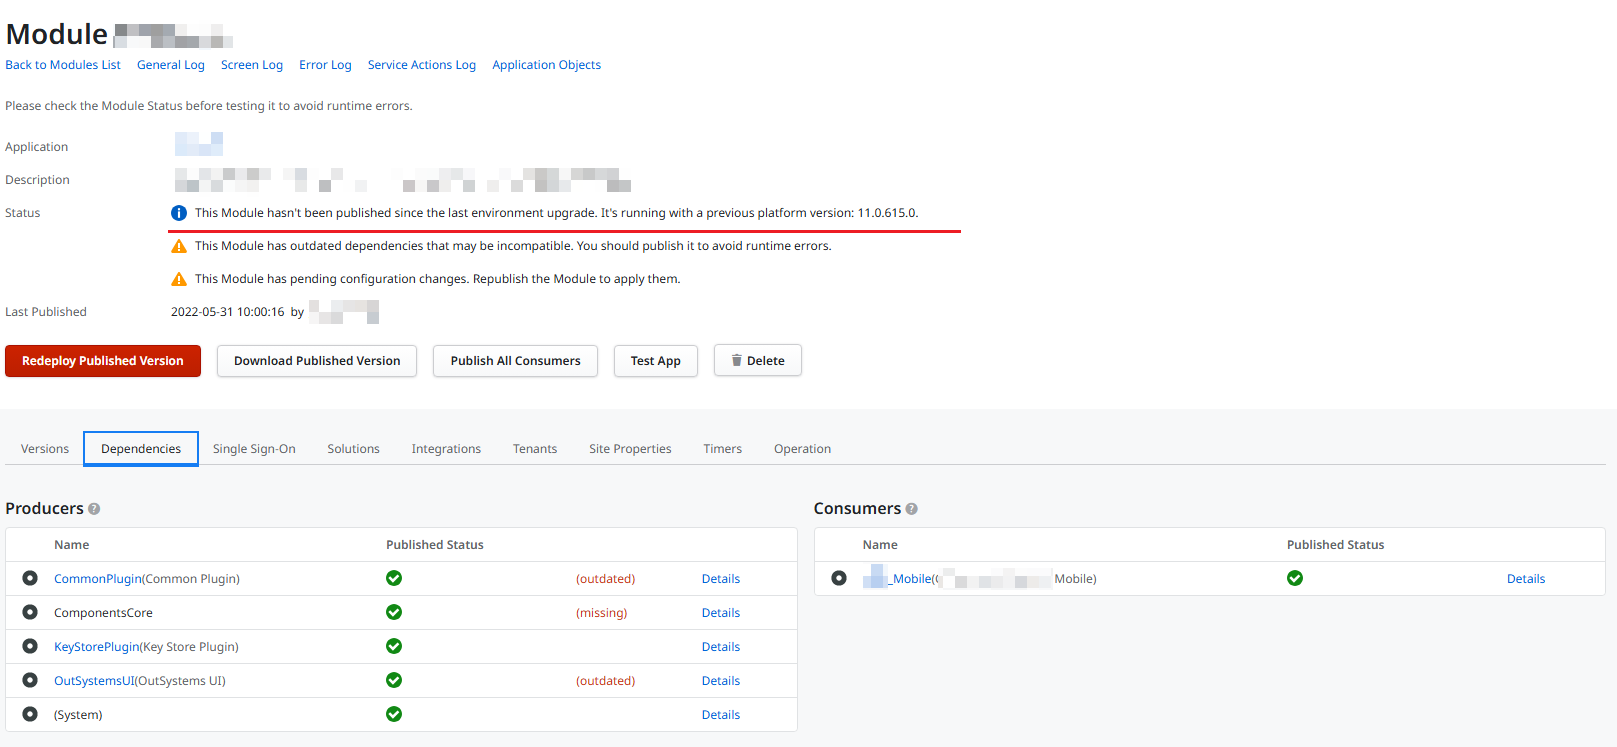 Module
Back to Modules List General Log Screen Log Error Log Service Actions Log Application Objects
Please check the Module Status before testing it to avoid runtime errors.
Application
Description
Status This Module hasn't been published since the last environment upgrade. It's running with a previous platform version: 11.0.615.0.
This Module has outdated dependencies that may be incompatible. You should publish it to avoid runtime errors.
This Module has pending configuration changes. Republish the Module to apply them.
Last Published 2022-05-31 10:00:16 by
Redeploy Published Version Download Published Version Publish All Consumers Test App Delete
Versions Dependencies Single Sign-On Solutions Integrations Tenants Site Properties Timers Operation
Producers ?
Name Published Status
CommonPlugin(Common Plugin) (outdated) Details
ComponentsCore (missing) Details
KeyStorePlugin(Key Store Plugin) Details
OutSystemsUI(OutSystems UI) (outdated) Details
(System) Details
Consumers ?
Name Published Status
_Mobile( Mobile) Details